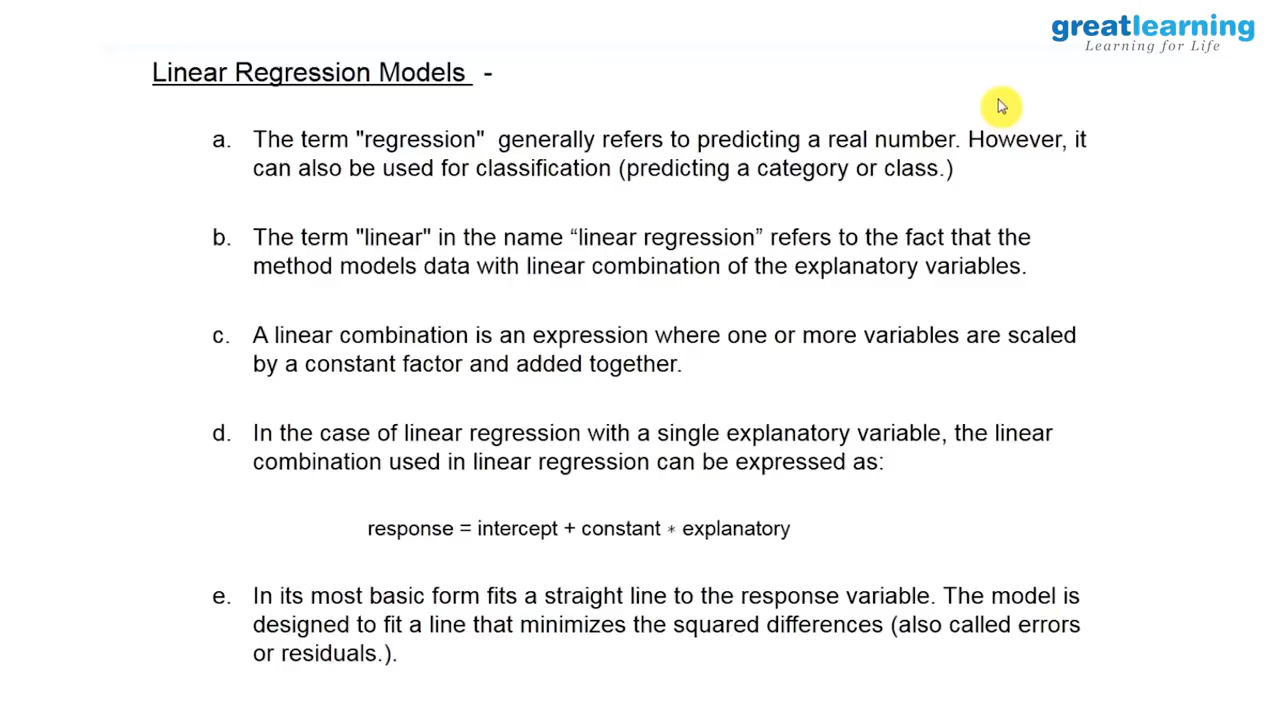 greatlearning
Learning for Life
Linear Regression Models -
a. The term "regression" generally refers to predicting a real number. However, it
can also be used for classification (predicting a category or class.)
b. The term "linear" in the name “linear regression” refers to the fact that the
method models data with linear combination of the explanatory variables.
c. A linear combination is an expression where one or more variables are scaled
by a constant factor and added together.
d. In the case of linear regression with a single explanatory variable, the linear
combination used in linear regression can be expressed as:
response = intercept + constant ∗ explanatory
e. In its most basic form fits a straight line to the response variable. The model is
designed to fit a line that minimizes the squared differences (also called errors
or residuals.).